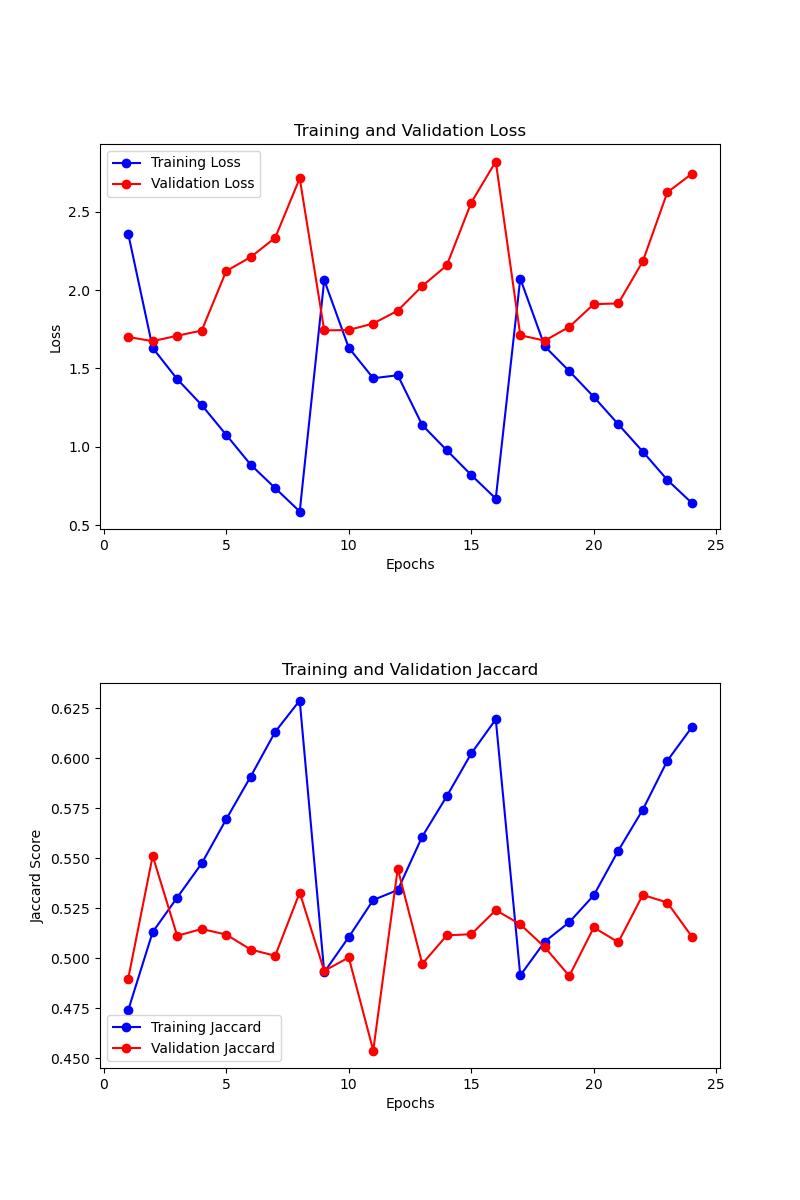 Training and Validation Loss
Training Loss
Validation Loss
2.5
2.0
1.5
1.0
0.5
Loss
0 5 10 15 20 25
Epochs
Training and Validation Jaccard
0.625
0.600
0.575
0.550
0.525
0.500
0.475
0.450
Jaccard Score
Training Jaccard
Validation Jaccard
0 5 10 15 20 25
Epochs